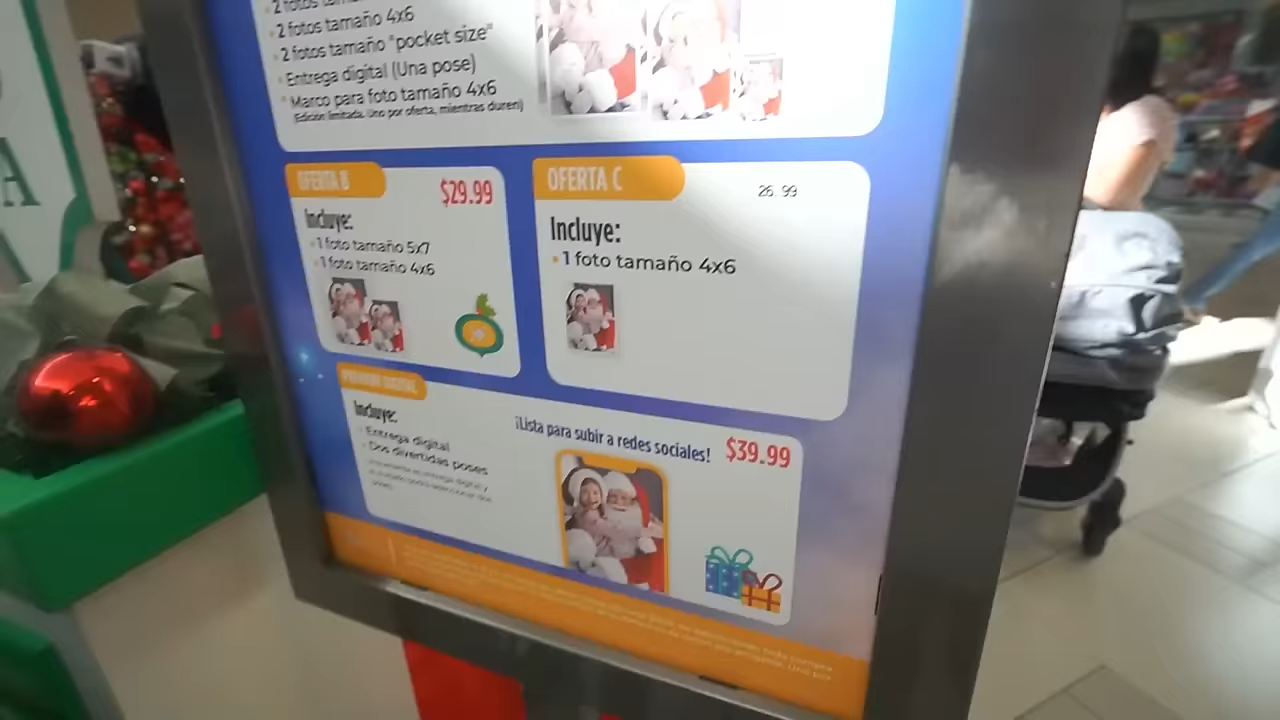 2 fotos
2 fotos tamaño 4x6
2 fotos tamaño "pocket size"
Entrega digital (Una pose)
Marco para foto tamaño 4x6
(Edición limitada. Uno por oferta, mientras duren)
OFERTA B
$29.99
Incluye:
1 foto tamaño 5x7
1 foto tamaño 4x6
OFERTA C
26.99
Incluye:
1 foto tamaño 4x6
DIGITAL
Incluye:
Entrega digital
Dos divertidas poses
¡Lista para subir a redes sociales!
$39.99
A